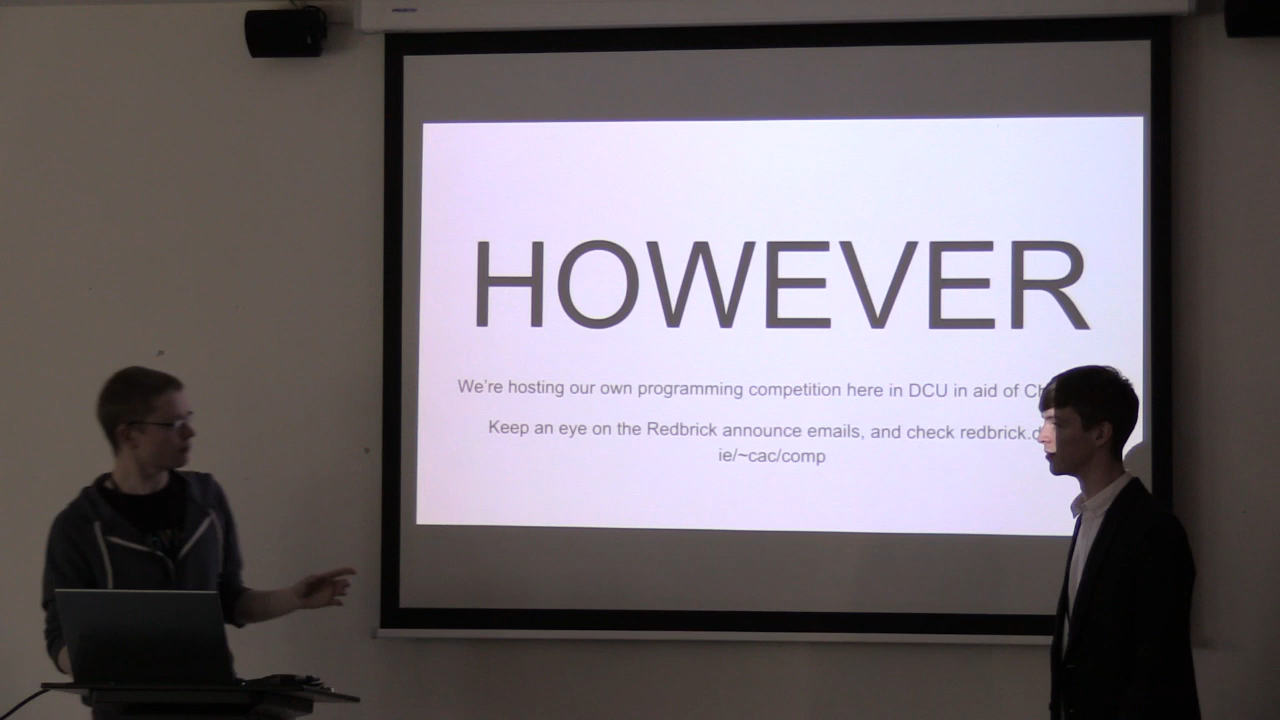 HOWEVER
We're hosting our own programming competition here in DCU in aid of
Keep an eye on the Redbrick announce emails, and check
ie/~cac/comp